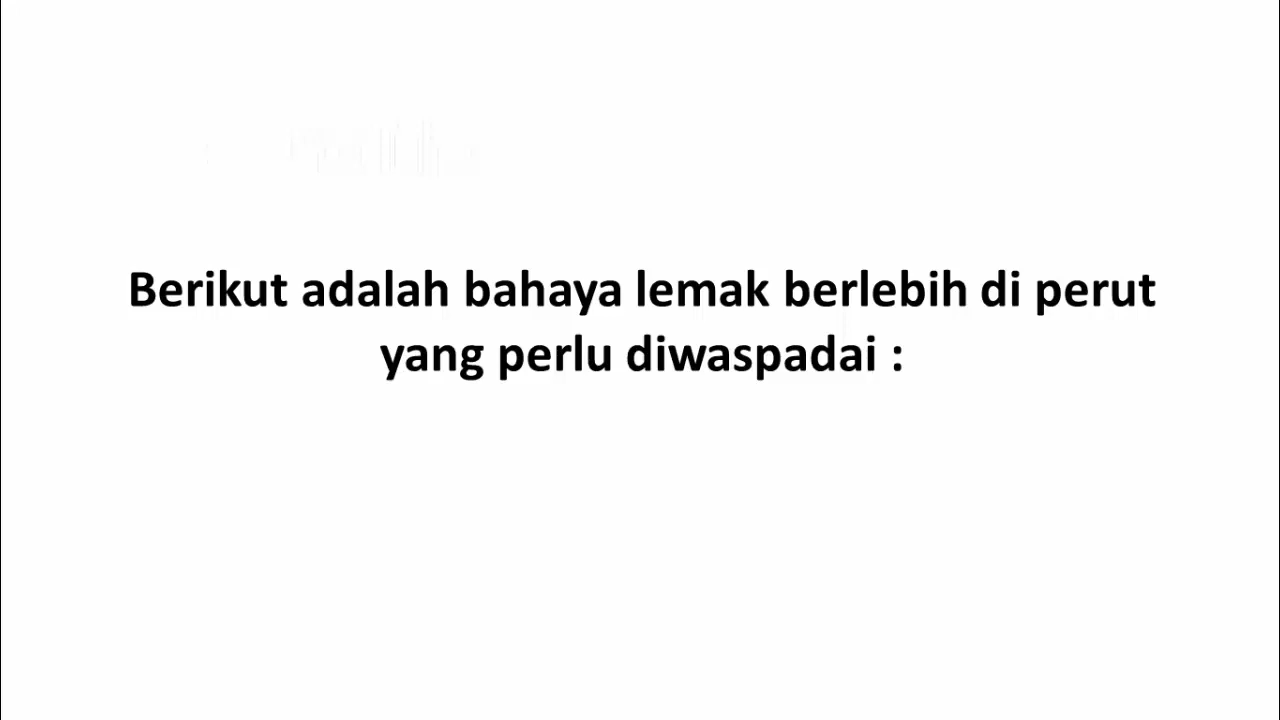 Berikut adalah bahaya lemak berlebih di perut
yang perlu diwaspadai :